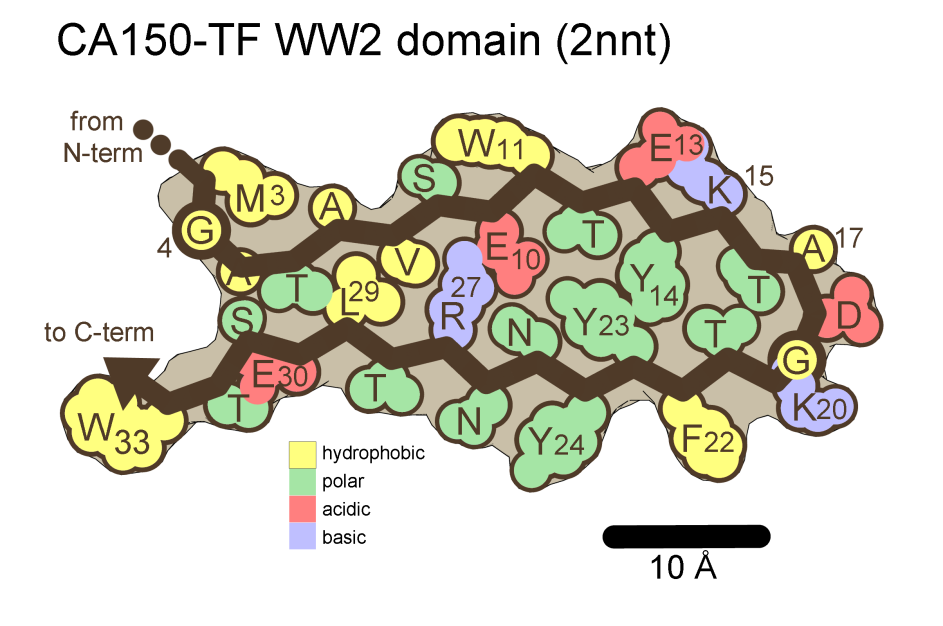 CA150-TF WW2 domain (2nnt)
from
N-term
W11
E13
S
K
15
M3
A
G
4
T
A
17
E10
V
A
T
L29
27
Y14
T
D
R
S
N
Y23
T
to C-term
G
E30
T
K20
T
N
W33
Y24
F22
hydrophobic
polar
acidic
basic
10 Å